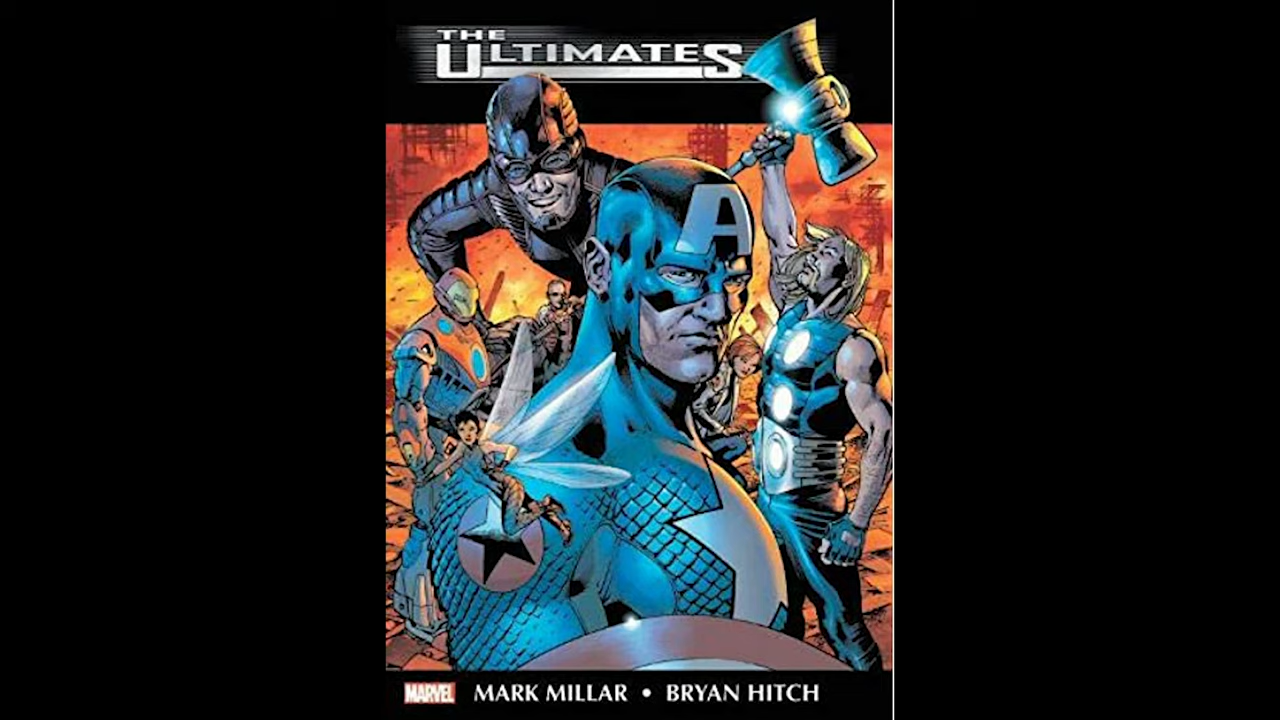 THE
ULTIMATES
A
MARVEL MARK MILLAR • BRYAN HITCH